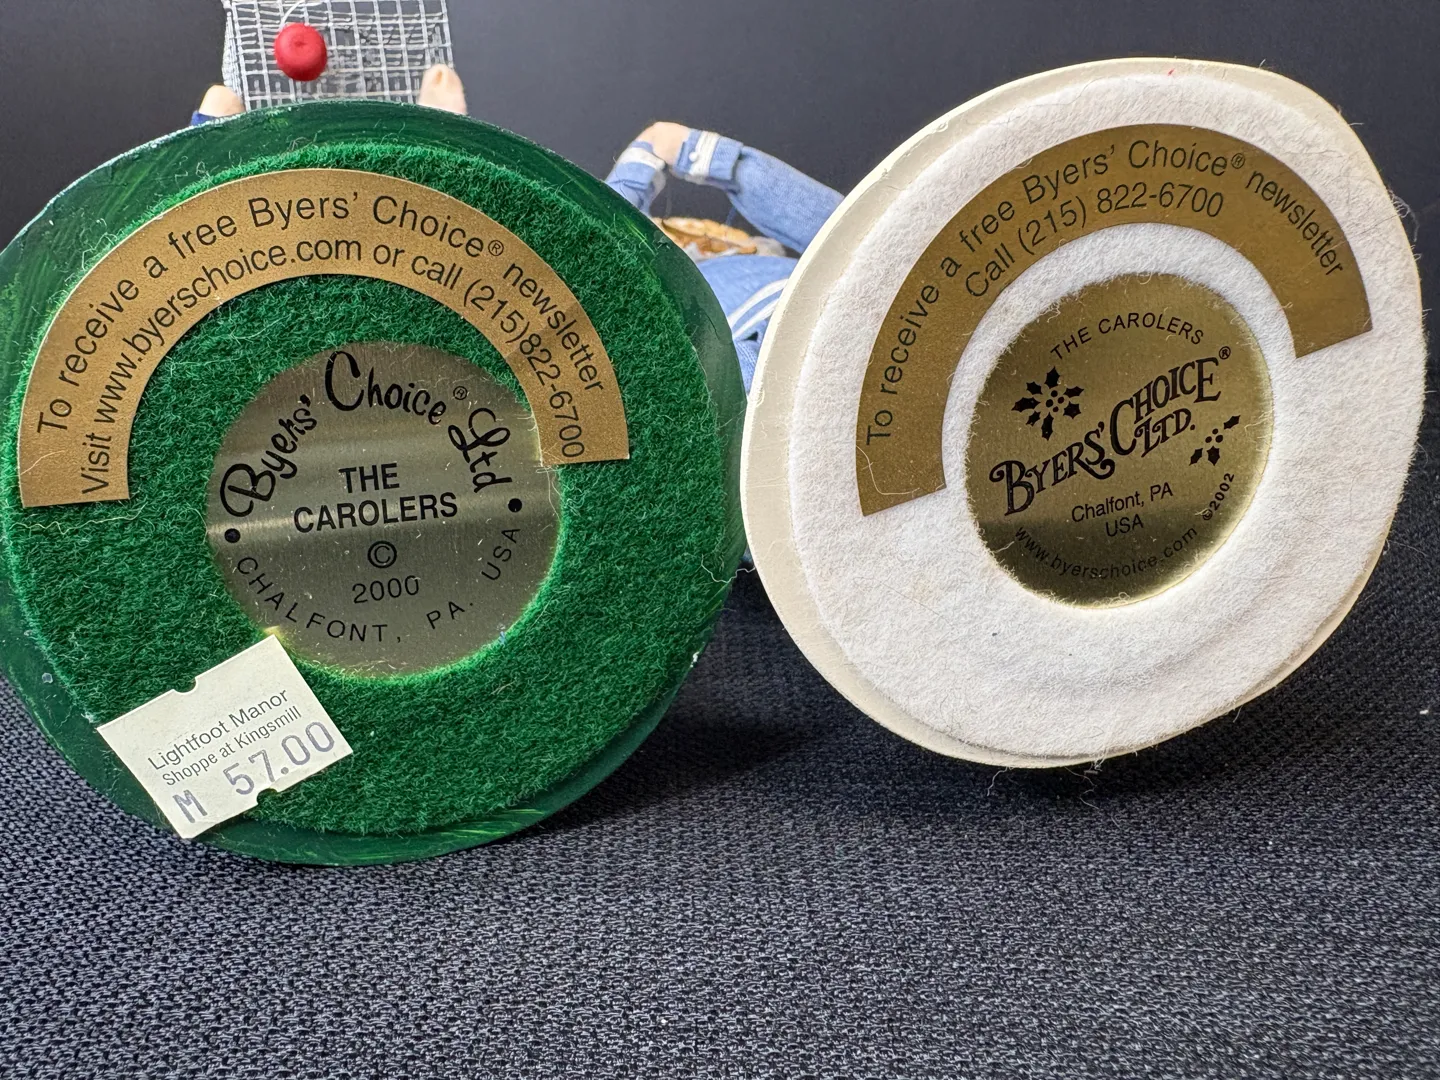 To receive a free Byers' Choice® newsletter
Visit www.byerschoice.com or call (215)822-6700
Byers' Choice® Ltd
THE
CAROLERS
©
2000
• CHALFONT, PA. USA •
Lightfoot Manor
Shoppe at Kingsmill
M 57.00
To receive a free Byers' Choice® newsletter
Call (215) 822-6700
THE CAROLERS
BYERS' CHOICE®
LTD.
Chalfont, PA
USA
www.byerschoice.com ©2002